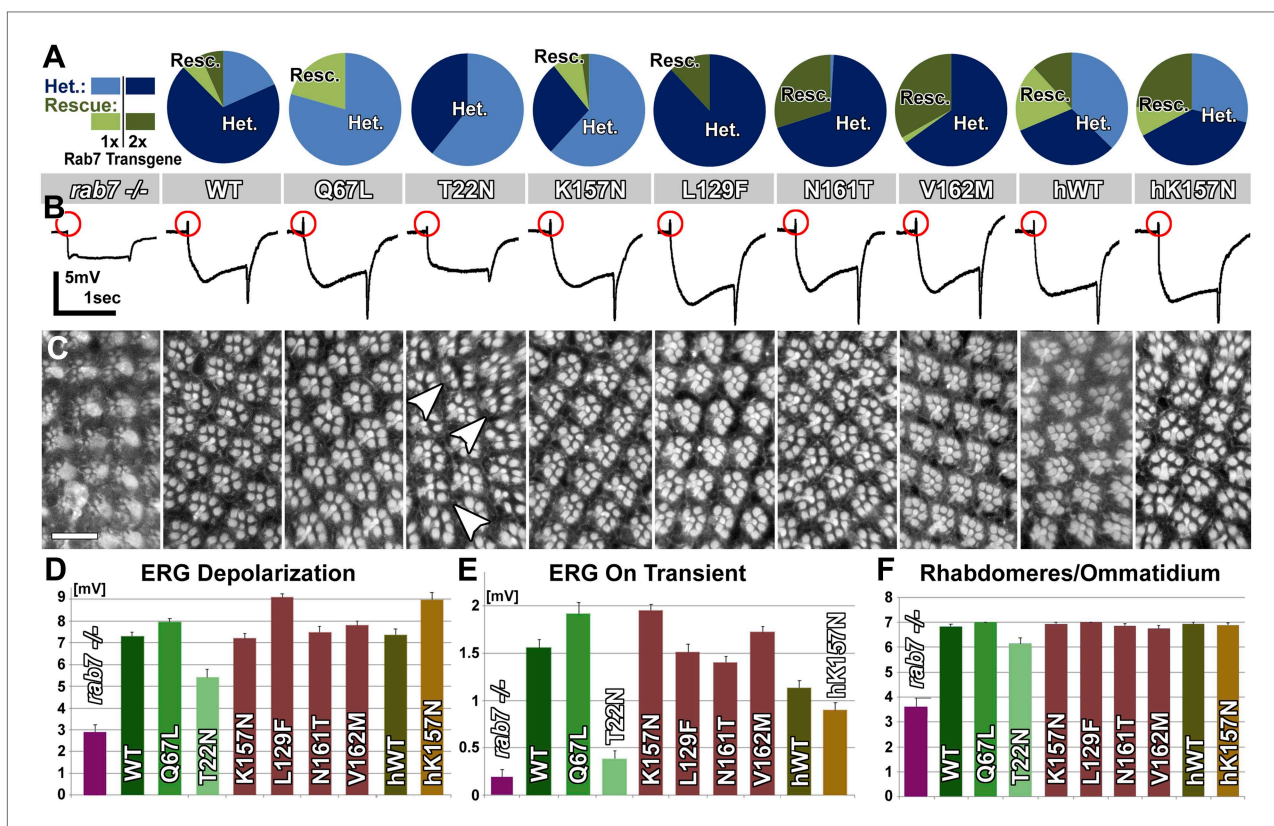 A
Het.:
Rescue:
1x 2x
Rab7 Transgene
Resc. Het.
Resc. Het.
Het.
Resc. Het.
Het.
Resc. Het.
Resc. Het.
Resc. Het.
Resc. Het.
rab7 -/- WT Q67L T22N K157N L129F N161T V162M hWT hK157N
B
5mV
1sec
C
D ERG Depolarization
[mV]
9
8
7
6
5
4
3
2
1
0
rab7 -/- WT Q67L T22N K157N L129F N161T V162M hWT hK157N
E ERG On Transient
[mV]
2
1.5
1
0.5
0
rab7 -/- WT Q67L T22N K157N L129F N161T V162M hWT hK157N
F Rhabdomeres/Ommatidium
8
7
6
5
4
3
2
1
0
rab7 -/- WT Q67L T22N K157N L129F N161T V162M hWT hK157N